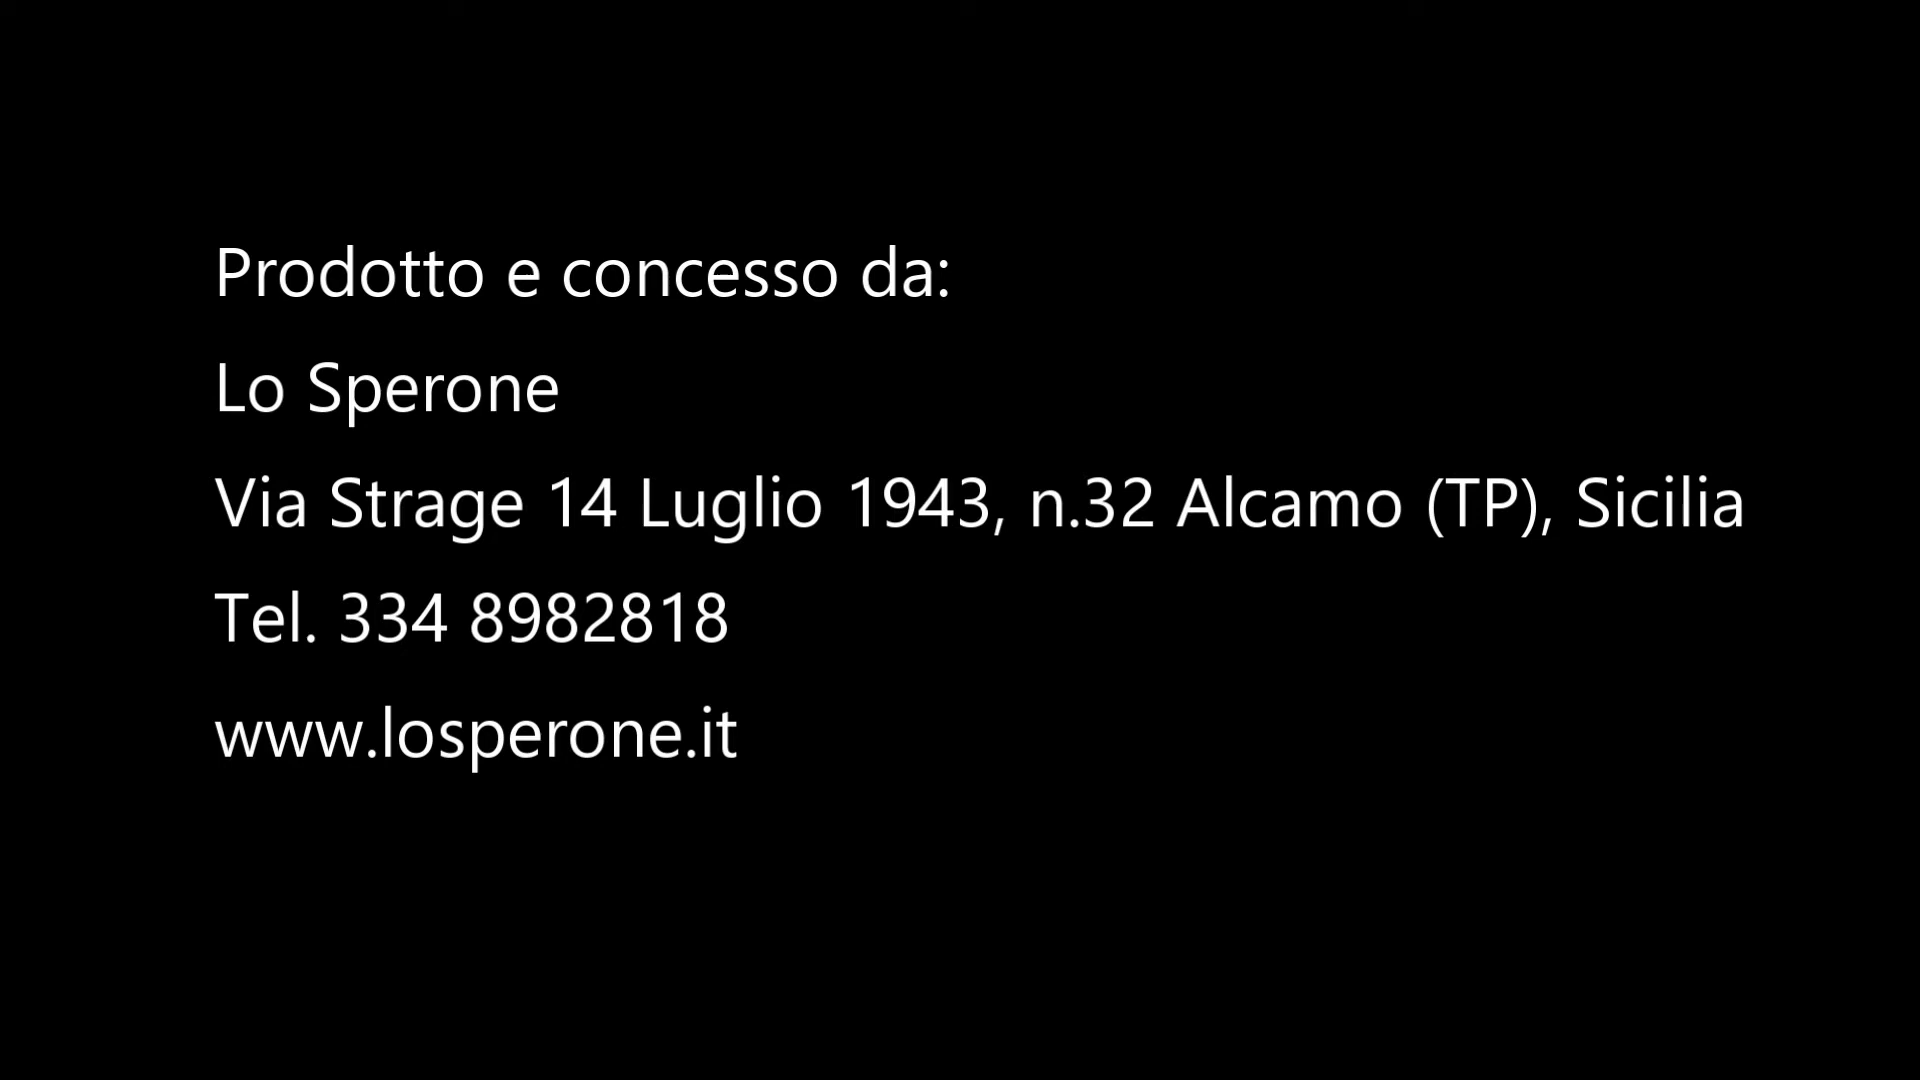 Prodotto e concesso da:
Lo Sperone
Via Strage 14 Luglio 1943, n.32 Alcamo (TP), Sicilia
Tel. 334 8982818
www.losperone.it